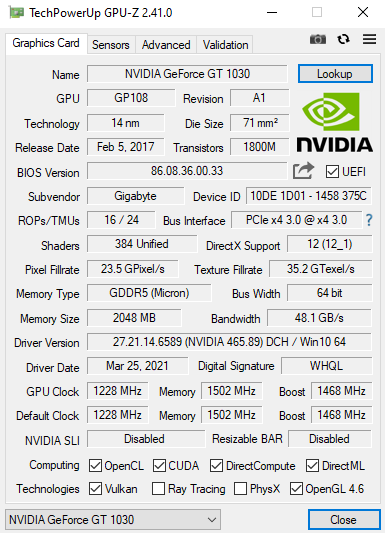 TechPowerUp GPU-Z 2.41.0
Graphics Card Sensors Advanced Validation
Name NVIDIA GeForce GT 1030 Lookup
GPU GP108 Revision A1
Technology 14 nm Die Size 71 mm²
Release Date Feb 5, 2017 Transistors 1800M
NVIDIA
BIOS Version 86.08.36.00.33 UEFI
Subvendor Gigabyte Device ID 10DE 1D01 - 1458 375C
ROPs/TMUs 16 / 24 Bus Interface PCIe x4 3.0 @ x4 3.0 ?
Shaders 384 Unified DirectX Support 12 (12_1)
Pixel Fillrate 23.5 GPixel/s Texture Fillrate 35.2 GTexel/s
Memory Type GDDR5 (Micron) Bus Width 64 bit
Memory Size 2048 MB Bandwidth 48.1 GB/s
Driver Version 27.21.14.6589 (NVIDIA 465.89) DCH / Win10 64
Driver Date Mar 25, 2021 Digital Signature WHQL
GPU Clock 1228 MHz Memory 1502 MHz Boost 1468 MHz
Default Clock 1228 MHz Memory 1502 MHz Boost 1468 MHz
NVIDIA SLI Disabled Resizable BAR Disabled
Computing OpenCL CUDA DirectCompute DirectML
Technologies Vulkan Ray Tracing PhysX OpenGL 4.6
NVIDIA GeForce GT 1030 Close